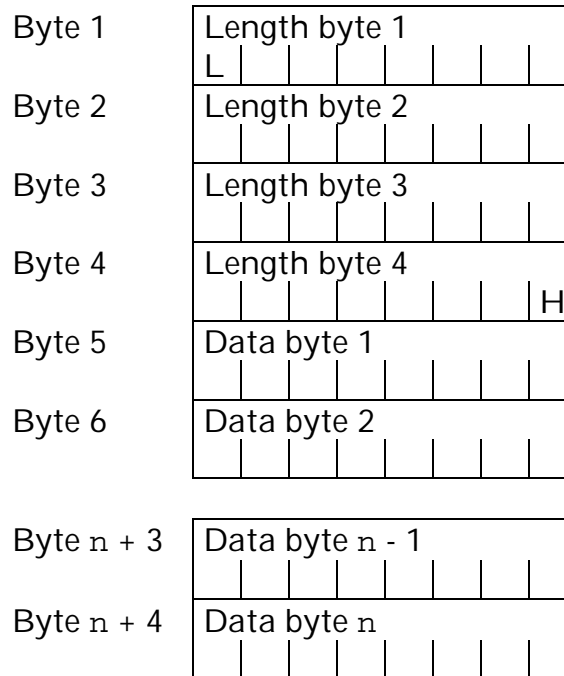 Byte 1 Length byte 1
L
Byte 2 Length byte 2
Byte 3 Length byte 3
Byte 4 Length byte 4
H
Byte 5 Data byte 1
Byte 6 Data byte 2
Byte n + 3 Data byte n - 1
Byte n + 4 Data byte n